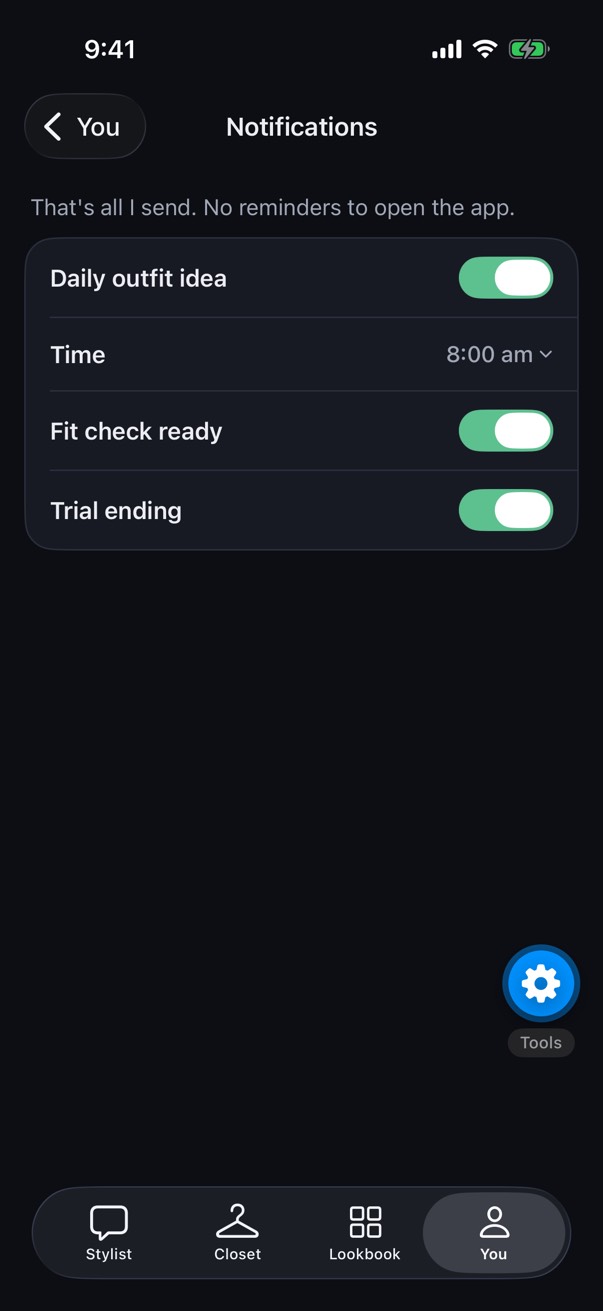 9:41
You
Notifications
That's all I send. No reminders to open the app.
Daily outfit idea
Time
8:00 am
Fit check ready
Trial ending
Tools
Stylist
Closet
Lookbook
You